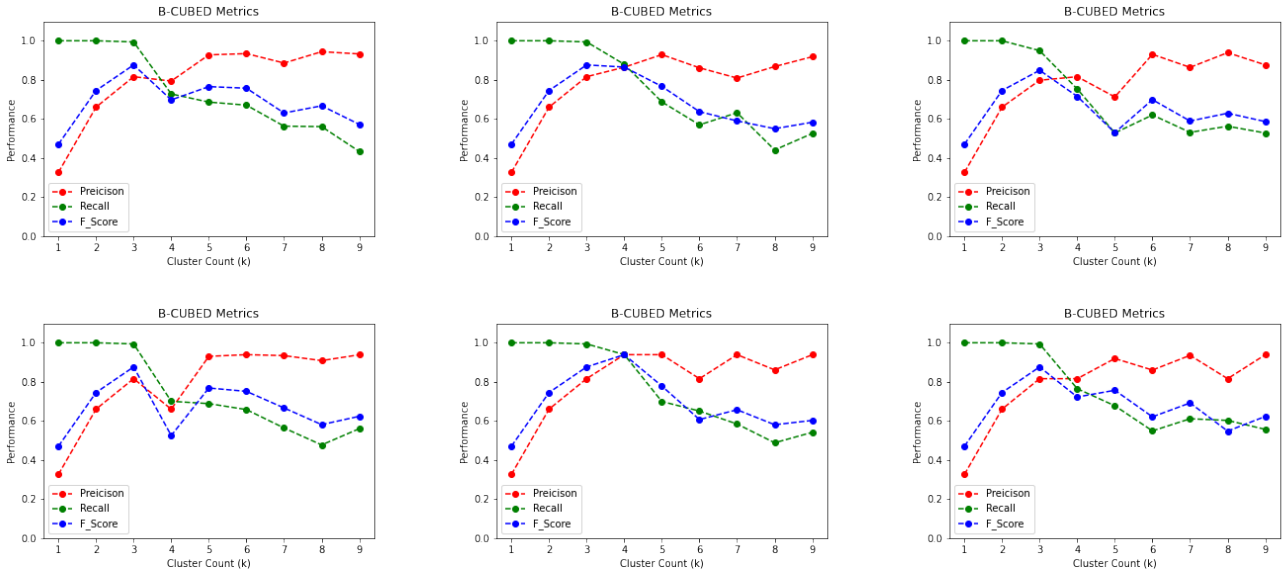 B-CUBED Metrics
1.0
0.8
0.6
0.4
0.2
0.0
Performance
Preicison
Recall
F_Score
1 2 3 4 5 6 7 8 9
Cluster Count (k)
B-CUBED Metrics
1.0
0.8
0.6
0.4
0.2
0.0
Performance
Preicison
Recall
F_Score
1 2 3 4 5 6 7 8 9
Cluster Count (k)
B-CUBED Metrics
1.0
0.8
0.6
0.4
0.2
0.0
Performance
Preicison
Recall
F_Score
1 2 3 4 5 6 7 8 9
Cluster Count (k)
B-CUBED Metrics
1.0
0.8
0.6
0.4
0.2
0.0
Performance
Preicison
Recall
F_Score
1 2 3 4 5 6 7 8 9
Cluster Count (k)
B-CUBED Metrics
1.0
0.8
0.6
0.4
0.2
0.0
Performance
Preicison
Recall
F_Score
1 2 3 4 5 6 7 8 9
Cluster Count (k)
B-CUBED Metrics
1.0
0.8
0.6
0.4
0.2
0.0
Performance
Preicison
Recall
F_Score
1 2 3 4 5 6 7 8 9
Cluster Count (k)